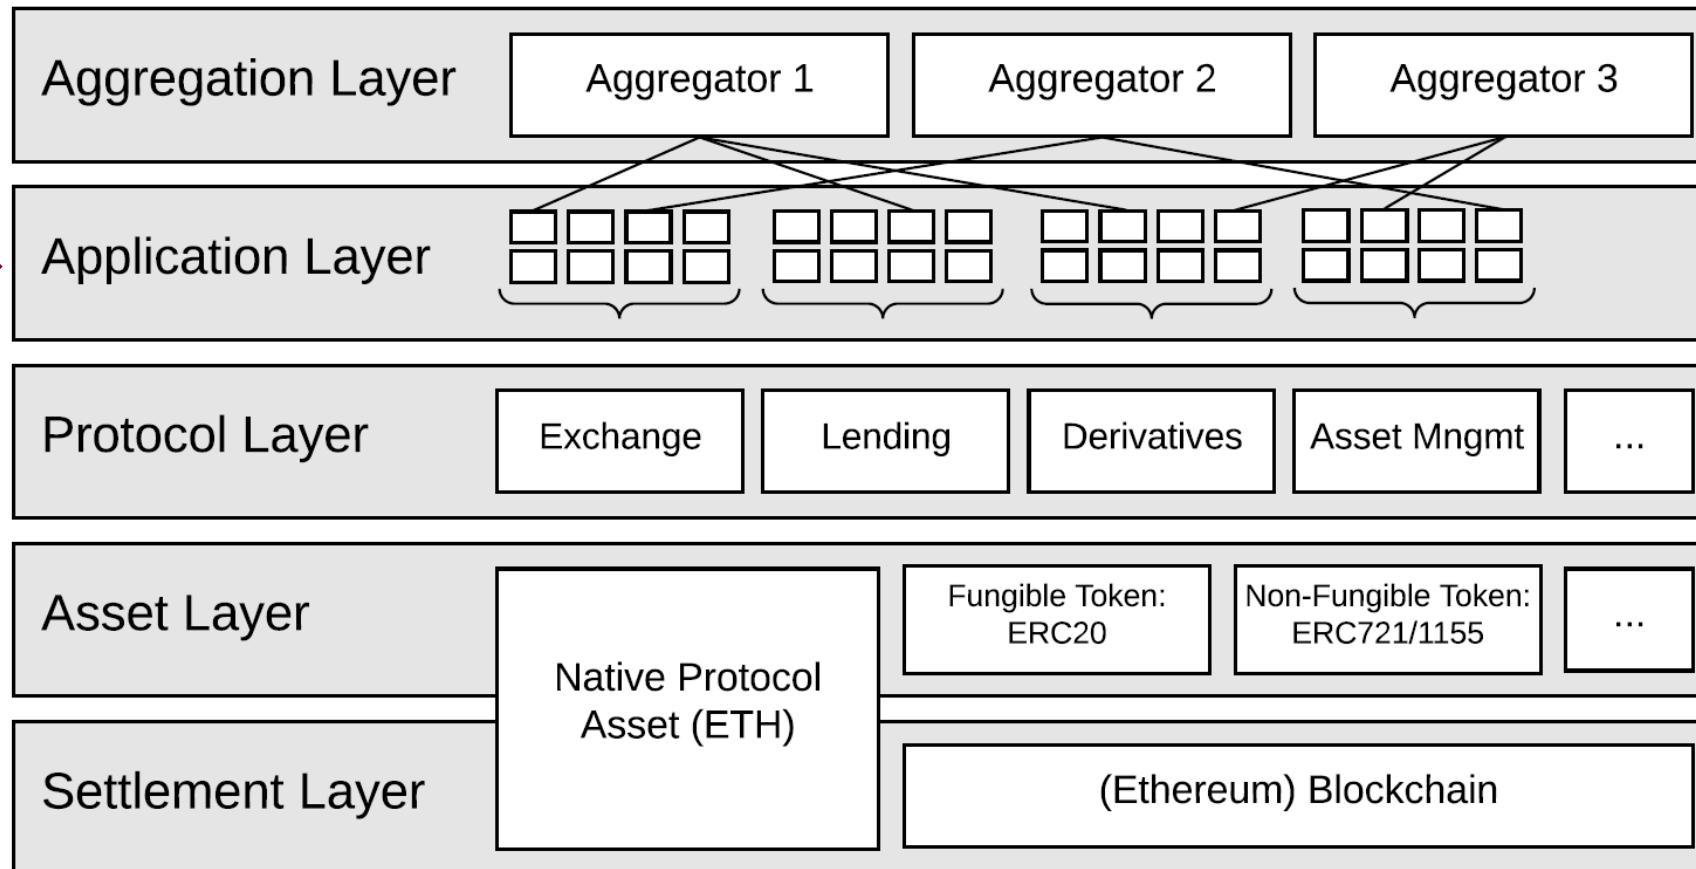 Aggregation Layer
Aggregator 1
Aggregator 2
Aggregator 3
Application Layer
Protocol Layer
Exchange
Lending
Derivatives
Asset Mngmt
...
Asset Layer
Native Protocol
Asset (ETH)
Fungible Token:
ERC20
Non-Fungible Token:
ERC721/1155
...
Settlement Layer
(Ethereum) Blockchain